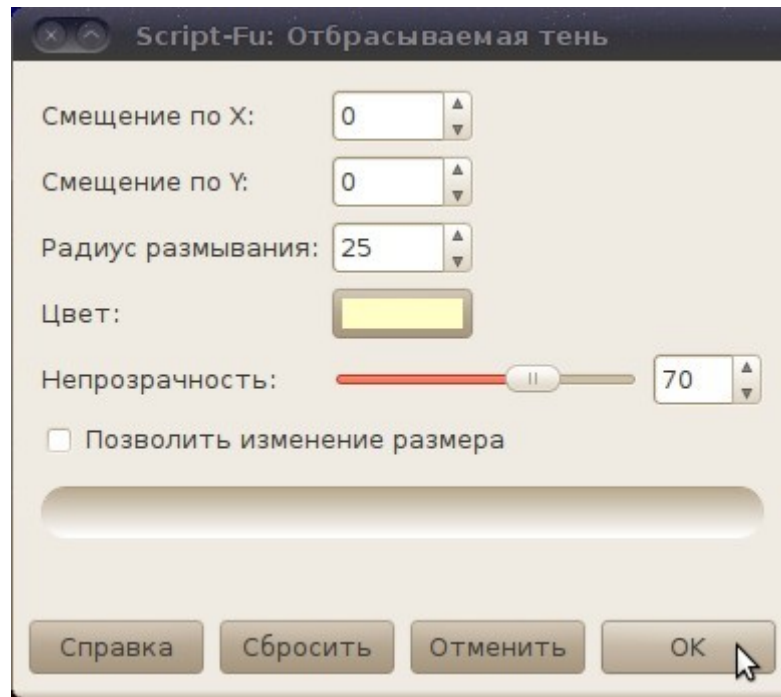 Script-Fu: Отбрасываемая тень
Смещение по X: 0
Смещение по Y: 0
Радиус размывания: 25
Цвет:
Непрозрачность: 70
Позволить изменение размера
Справка Сбросить Отменить OK